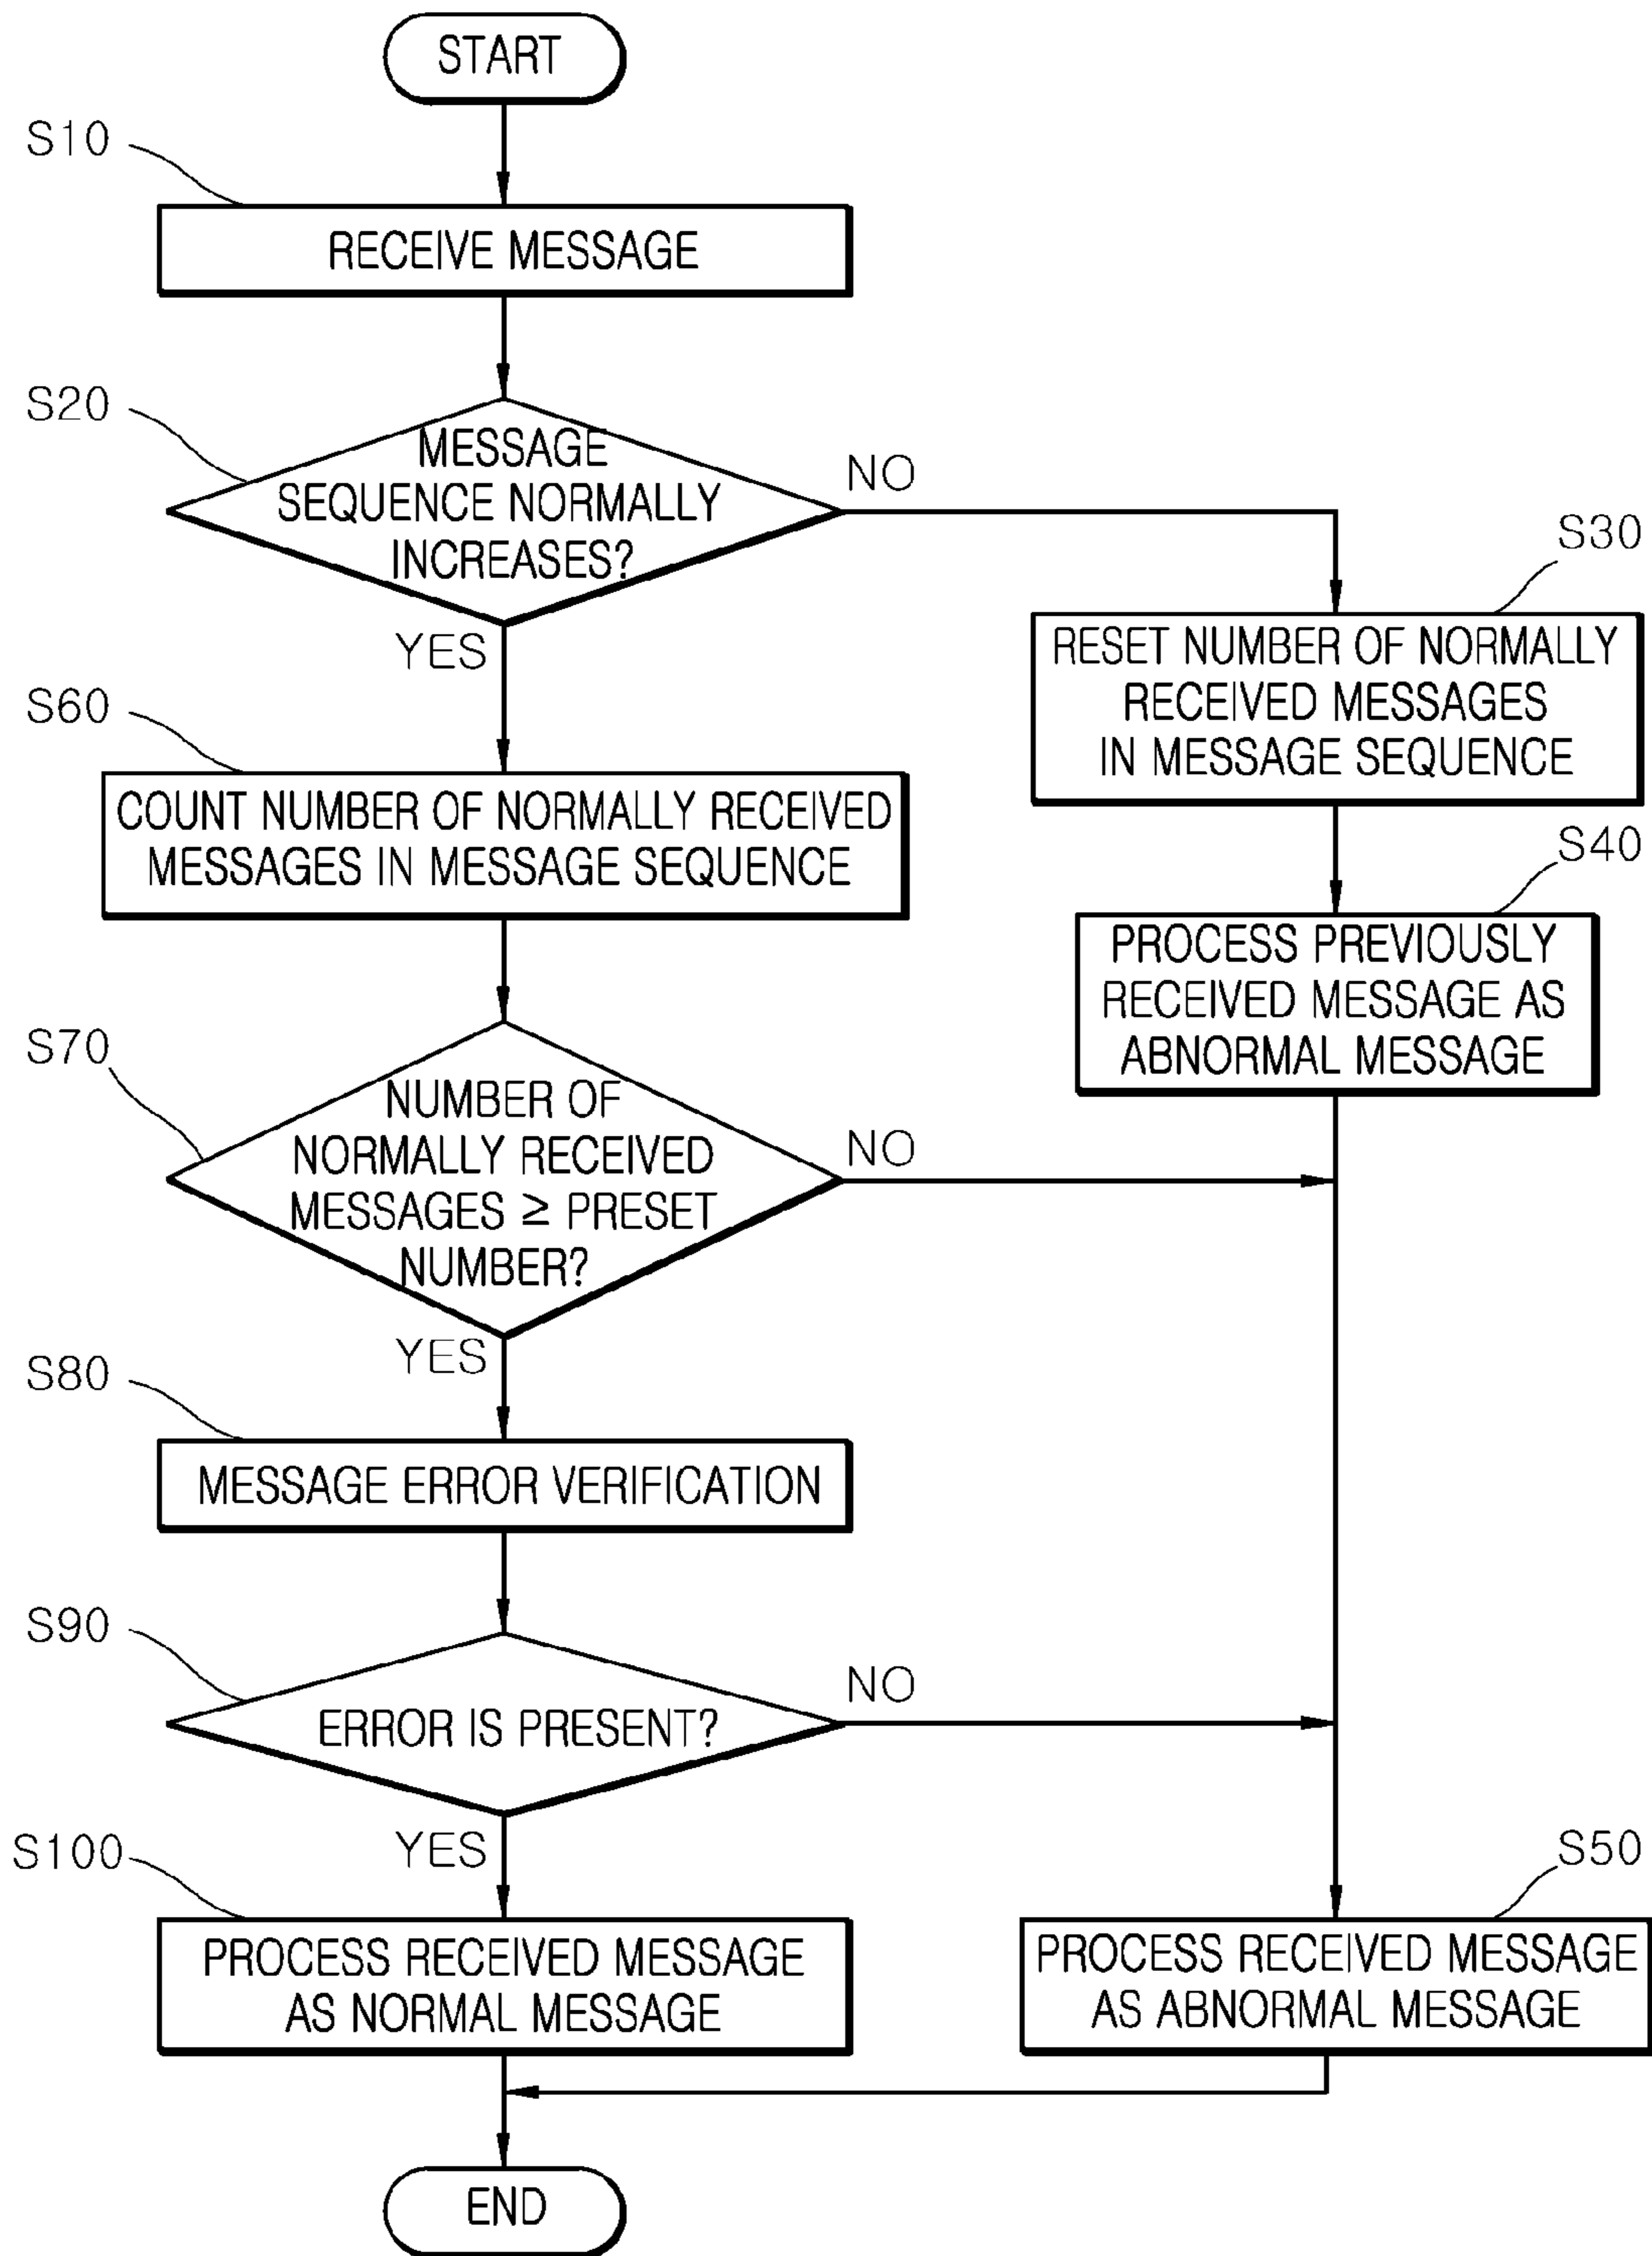 START
S10
RECEIVE MESSAGE
S20
MESSAGE
SEQUENCE NORMALLY
INCREASES?
NO
YES
S30
RESET NUMBER OF NORMALLY
RECEIVED MESSAGES
IN MESSAGE SEQUENCE
S60
COUNT NUMBER OF NORMALLY RECEIVED
MESSAGES IN MESSAGE SEQUENCE
S40
PROCESS PREVIOUSLY
RECEIVED MESSAGE AS
ABNORMAL MESSAGE
S70
NUMBER OF
NORMALLY RECEIVED
MESSAGES ≥ PRESET
NUMBER?
NO
YES
S80
MESSAGE ERROR VERIFICATION
S90
ERROR IS PRESENT?
NO
YES
S100
PROCESS RECEIVED MESSAGE
AS NORMAL MESSAGE
S50
PROCESS RECEIVED MESSAGE
AS ABNORMAL MESSAGE
END